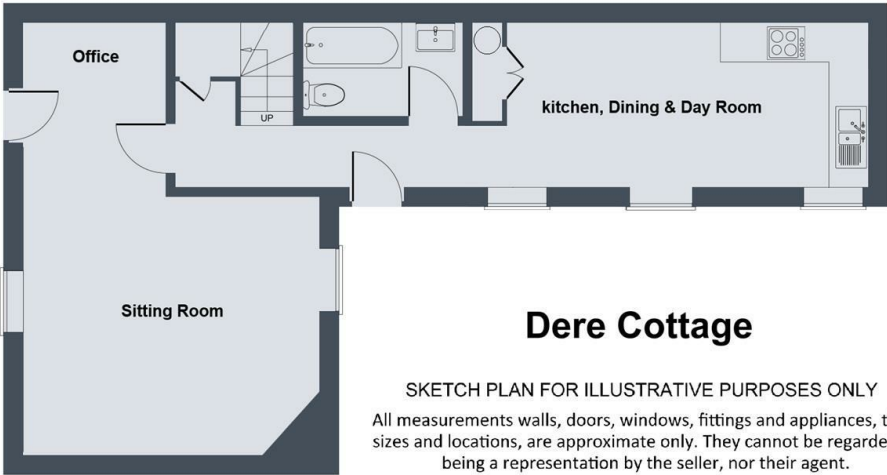 Office
UP
kitchen, Dining & Day Room
Sitting Room
Dere Cottage
SKETCH PLAN FOR ILLUSTRATIVE PURPOSES ONLY
All measurements walls, doors, windows, fittings and appliances, t
sizes and locations, are approximate only. They cannot be regarde
being a representation by the seller, nor their agent.